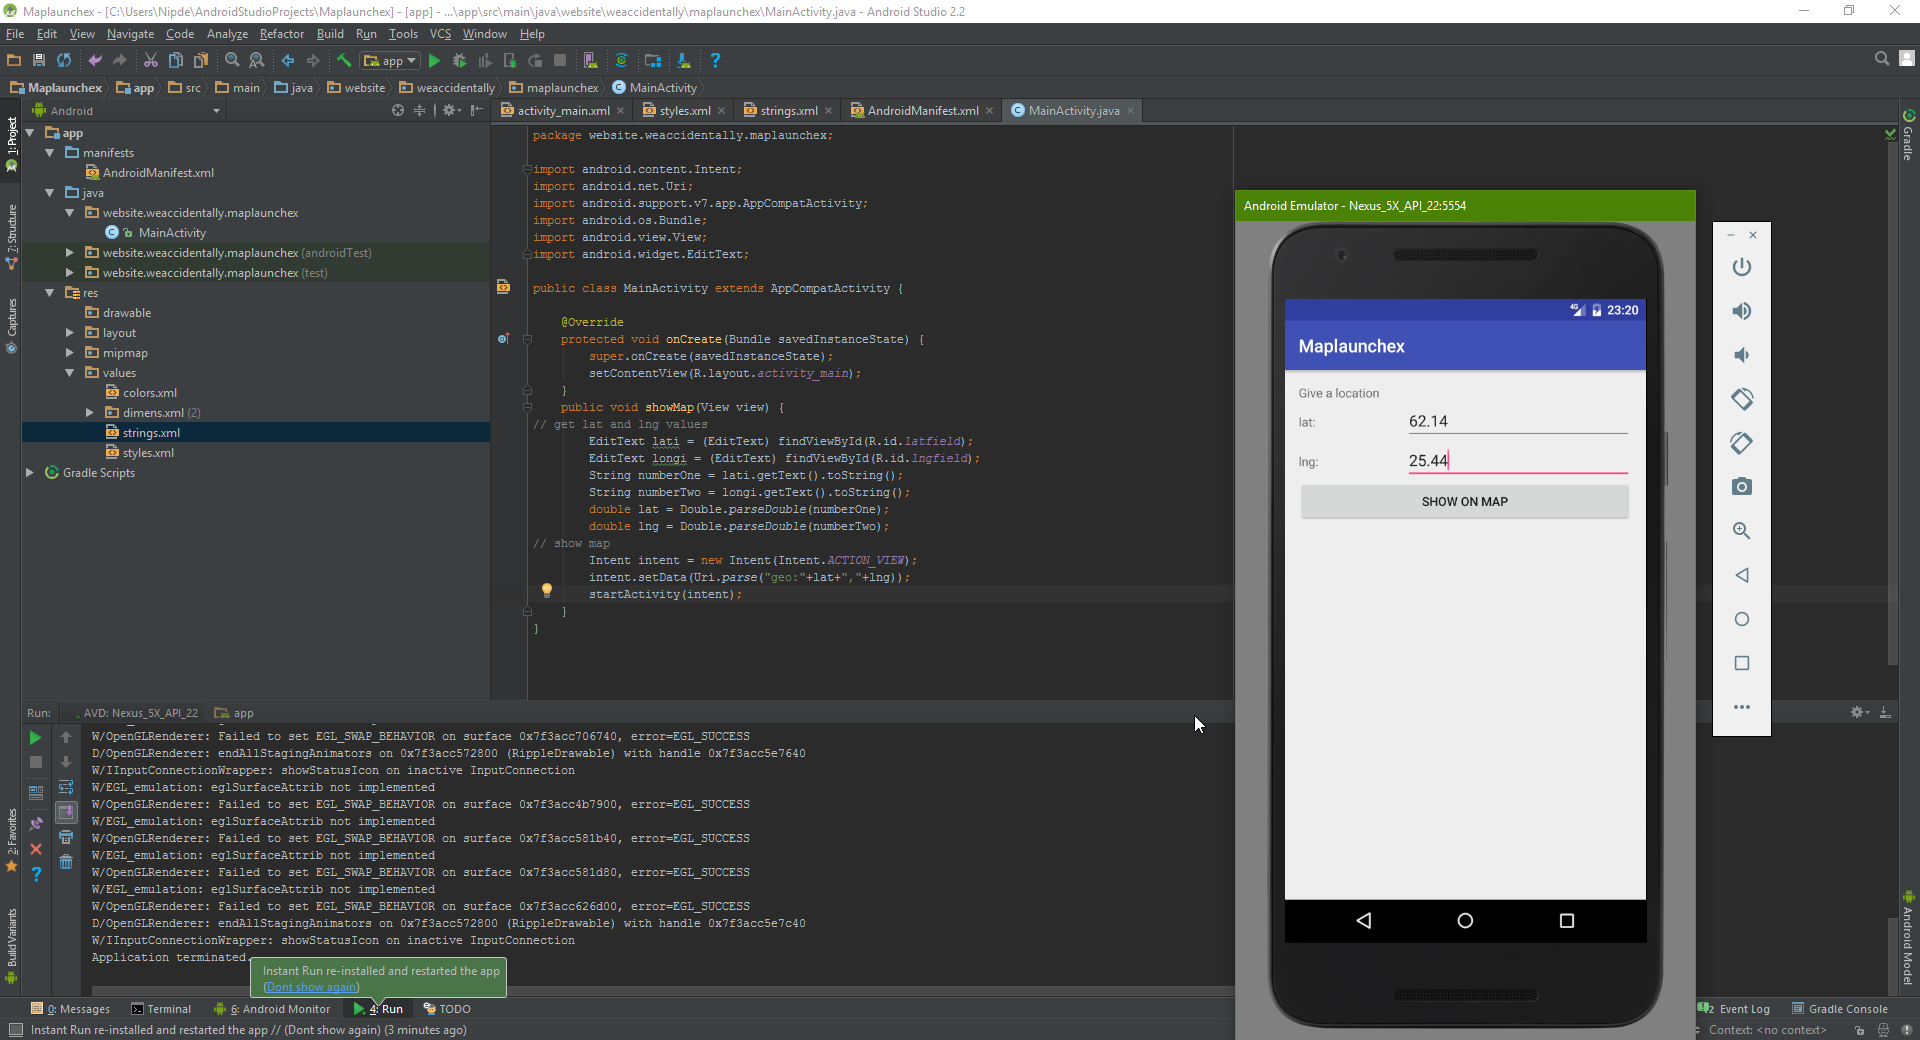 Maplaunchex - [C:\Users\Nipde\AndroidStudioProjects\Maplaunchex] - [app] - ...\app\src\main\java\website\weaccidentally\maplaunchex\MainActivity.java - Android Studio 2.2
File Edit View Navigate Code Analyze Refactor Build Run Tools VCS Window Help
app
Maplaunchex app src main java website weaccidentally maplaunchex MainActivity
Android
activity_main.xml styles.xml strings.xml AndroidManifest.xml MainActivity.java
1: Project
7: Structure
Captures
2: Favorites
Build Variants
app
manifests
AndroidManifest.xml
java
website.weaccidentally.maplaunchex
MainActivity
website.weaccidentally.maplaunchex (androidTest)
website.weaccidentally.maplaunchex (test)
res
drawable
layout
mipmap
values
colors.xml
dimens.xml (2)
strings.xml
styles.xml
Gradle Scripts
package website.weaccidentally.maplaunchex;
import android.content.Intent;
import android.net.Uri;
import android.support.v7.app.AppCompatActivity;
import android.os.Bundle;
import android.view.View;
import android.widget.EditText;
public class MainActivity extends AppCompatActivity {
@Override
protected void onCreate(Bundle savedInstanceState) {
super.onCreate(savedInstanceState);
setContentView(R.layout.activity_main);
}
public void showMap(View view) {
// get lat and lng values
EditText lati = (EditText) findViewById(R.id.latfield);
EditText longi = (EditText) findViewById(R.id.lngfield);
String numberOne = lati.getText().toString();
String numberTwo = longi.getText().toString();
double lat = Double.parseDouble(numberOne);
double lng = Double.parseDouble(numberTwo);
// show map
Intent intent = new Intent(Intent.ACTION_VIEW);
intent.setData(Uri.parse("geo:"+lat+","+lng));
startActivity(intent);
}
}
Android Emulator - Nexus_5X_API_22:5554
4G 23:20
Maplaunchex
Give a location
lat: 62.14
lng: 25.44
SHOW ON MAP
Gradle
Android Model
Run: AVD: Nexus_5X_API_22 app
W/OpenGLRenderer: Failed to set EGL_SWAP_BEHAVIOR on surface 0x7f3acc706740, error=EGL_SUCCESS
D/OpenGLRenderer: endAllStagingAnimators on 0x7f3acc572800 (RippleDrawable) with handle 0x7f3acc5e7640
W/IInputConnectionWrapper: showStatusIcon on inactive InputConnection
W/EGL_emulation: eglSurfaceAttrib not implemented
W/OpenGLRenderer: Failed to set EGL_SWAP_BEHAVIOR on surface 0x7f3acc4b7900, error=EGL_SUCCESS
W/EGL_emulation: eglSurfaceAttrib not implemented
W/OpenGLRenderer: Failed to set EGL_SWAP_BEHAVIOR on surface 0x7f3acc581b40, error=EGL_SUCCESS
W/EGL_emulation: eglSurfaceAttrib not implemented
W/OpenGLRenderer: Failed to set EGL_SWAP_BEHAVIOR on surface 0x7f3acc581d80, error=EGL_SUCCESS
W/EGL_emulation: eglSurfaceAttrib not implemented
W/OpenGLRenderer: Failed to set EGL_SWAP_BEHAVIOR on surface 0x7f3acc626d00, error=EGL_SUCCESS
D/OpenGLRenderer: endAllStagingAnimators on 0x7f3acc572800 (RippleDrawable) with handle 0x7f3acc5e7c40
W/IInputConnectionWrapper: showStatusIcon on inactive InputConnection
Application terminated.
Instant Run re-installed and restarted the app
(Dont show again)
0: Messages Terminal 6: Android Monitor 4: Run TODO 2 Event Log Gradle Console
Instant Run re-installed and restarted the app // (Dont show again) (3 minutes ago) Context: <no context>